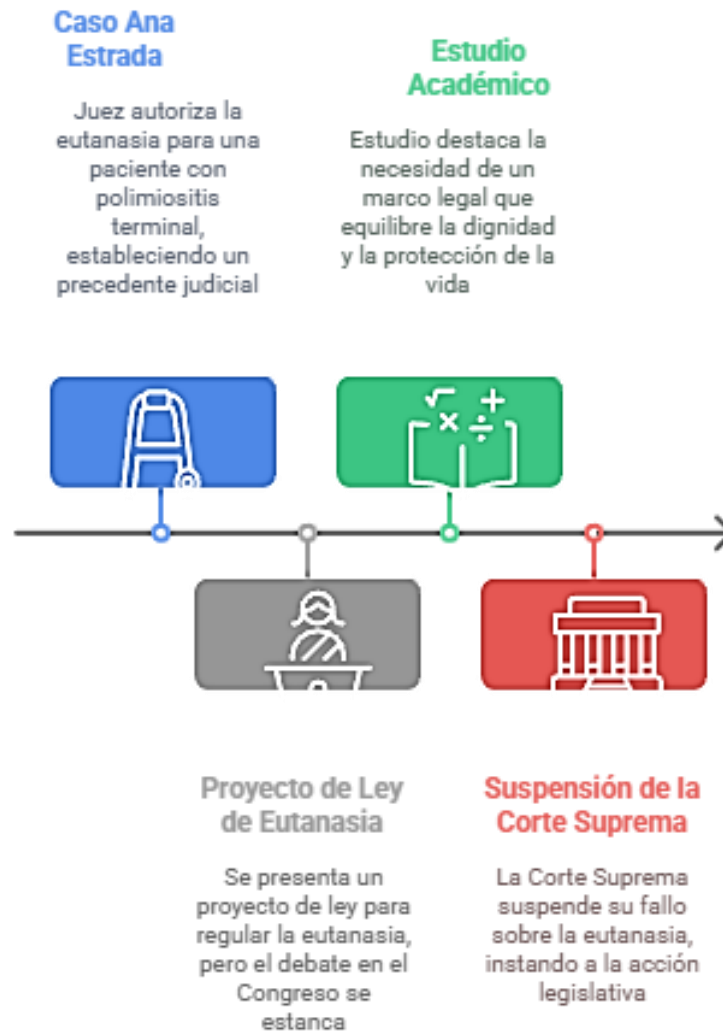 Caso Ana
Estrada
Juez autoriza la
eutanasia para una
paciente con
polimiositis
terminal,
estableciendo un
precedente judicial
Estudio
Académico
Estudio destaca la
necesidad de un
marco legal que
equilibre la dignidad
y la protección de la
vida
Proyecto de Ley
de Eutanasia
Se presenta un
proyecto de ley para
regular la eutanasia,
pero el debate en el
Congreso se
estanca
Suspensión de la
Corte Suprema
La Corte Suprema
suspende su fallo
sobre la eutanasia,
instando a la acción
legislativa